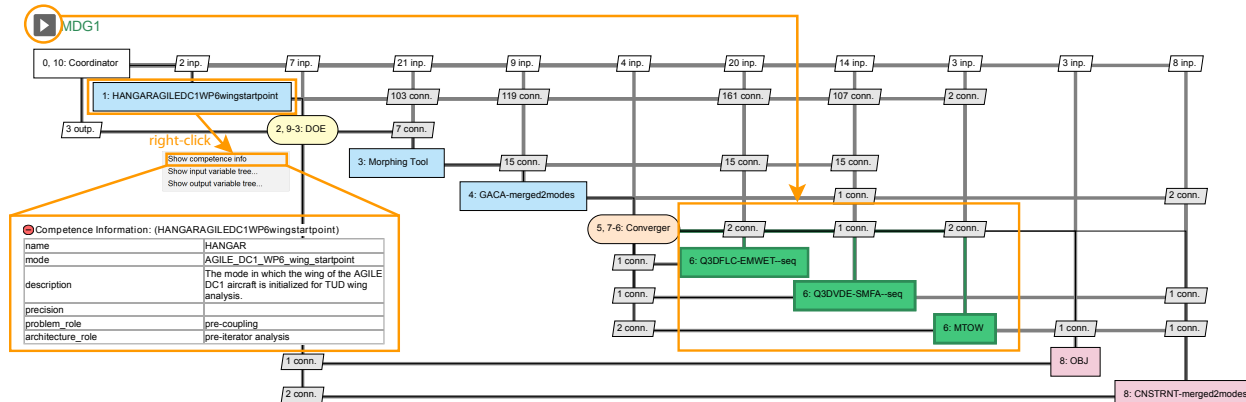 MDG1
0, 10: Coordinator
2 inp.
7 inp.
21 inp.
9 inp.
4 inp.
20 inp.
14 inp.
3 inp.
3 inp.
8 inp.
1: HANGARAGILEDC1WP6wingstartpoint
103 conn.
119 conn.
161 conn.
107 conn.
2 conn.
3 outp.
right-click
2, 9-3: DOE
7 conn.
Show competence info
Show input variable tree...
Show output variable tree...
3: Morphing Tool
15 conn.
15 conn.
15 conn.
4: GACA-merged2modes
1 conn.
2 conn.
5, 7-6: Converger
2 conn.
1 conn.
2 conn.
Competence Information: (HANGARAGILEDC1WP6wingstartpoint)
name HANGAR
mode AGILE_DC1_WP6_wing_startpoint
description The mode in which the wing of the AGILE
DC1 aircraft is initialized for TUD wing
analysis.
precision
problem_role pre-coupling
architecture_role pre-iterator analysis
1 conn.
6: Q3DFLC-EMWET--seq
1 conn.
6: Q3DVDE-SMFA--seq
1 conn.
2 conn.
6: MTOW
1 conn.
1 conn.
1 conn.
8: OBJ
2 conn.
8: CNSTRNT-merged2modes